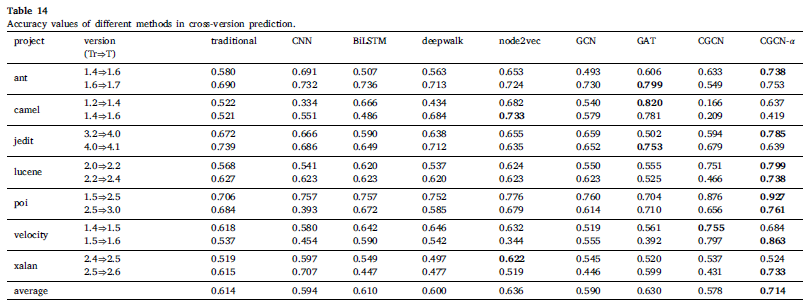 Table 14
Accuracy values of different methods in cross-version prediction.
project version traditional CNN BiLSTM deepwalk node2vec GCN GAT CGCN CGCN-α
(Tr⇒T)
ant 1.4⇒1.6 0.580 0.691 0.507 0.563 0.653 0.493 0.606 0.633 0.738
1.6⇒1.7 0.690 0.732 0.736 0.713 0.724 0.730 0.799 0.549 0.753
camel 1.2⇒1.4 0.522 0.334 0.666 0.434 0.682 0.540 0.820 0.166 0.637
1.4⇒1.6 0.521 0.551 0.486 0.684 0.733 0.579 0.781 0.209 0.419
jedit 3.2⇒4.0 0.672 0.666 0.590 0.638 0.655 0.659 0.502 0.594 0.785
4.0⇒4.1 0.739 0.686 0.649 0.712 0.635 0.652 0.753 0.679 0.639
lucene 2.0⇒2.2 0.568 0.541 0.620 0.537 0.624 0.550 0.555 0.751 0.799
2.2⇒2.4 0.627 0.623 0.623 0.620 0.623 0.623 0.525 0.466 0.738
poi 1.5⇒2.5 0.706 0.757 0.757 0.752 0.776 0.760 0.704 0.876 0.927
2.5⇒3.0 0.684 0.393 0.672 0.585 0.679 0.614 0.710 0.656 0.761
velocity 1.4⇒1.5 0.618 0.580 0.642 0.646 0.632 0.519 0.561 0.755 0.684
1.5⇒1.6 0.537 0.454 0.590 0.542 0.344 0.555 0.392 0.797 0.863
xalan 2.4⇒2.5 0.519 0.597 0.549 0.497 0.622 0.545 0.520 0.537 0.524
2.5⇒2.6 0.615 0.707 0.447 0.477 0.519 0.446 0.599 0.431 0.733
average 0.614 0.594 0.610 0.600 0.636 0.590 0.630 0.578 0.714